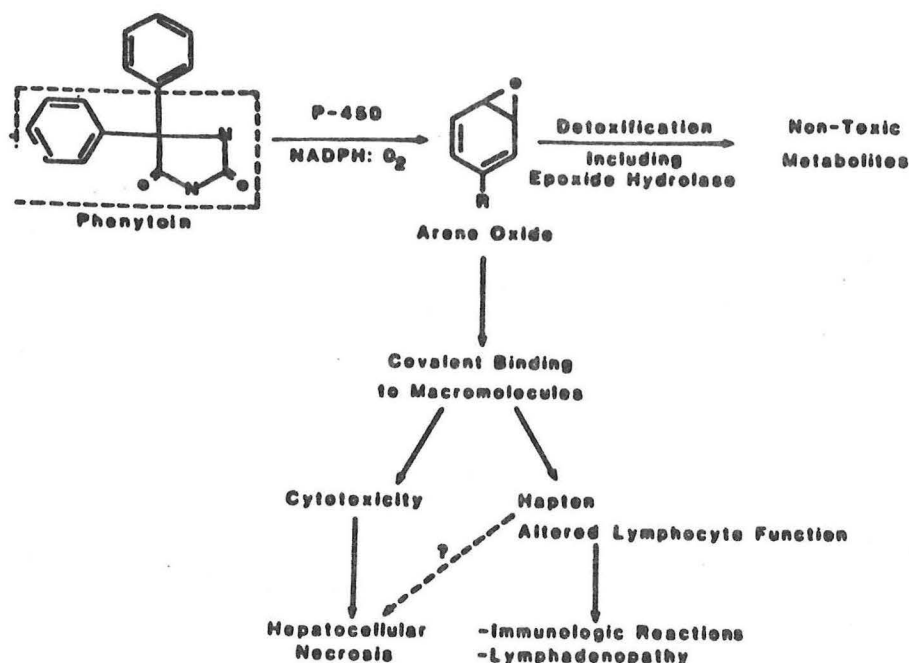 N
N
Phenytoin
P-450
NADPH: O2
R
Arene Oxide
Detoxification
including
Epoxide Hydrolase
Non-Toxic
Metabolites
Covalent Binding
to Macromolecules
Cytotoxicity
Hapten
Altered Lymphocyte Function
?
Hepatocellular
Necrosis
-Immunologic Reactions
-Lymphadenopathy